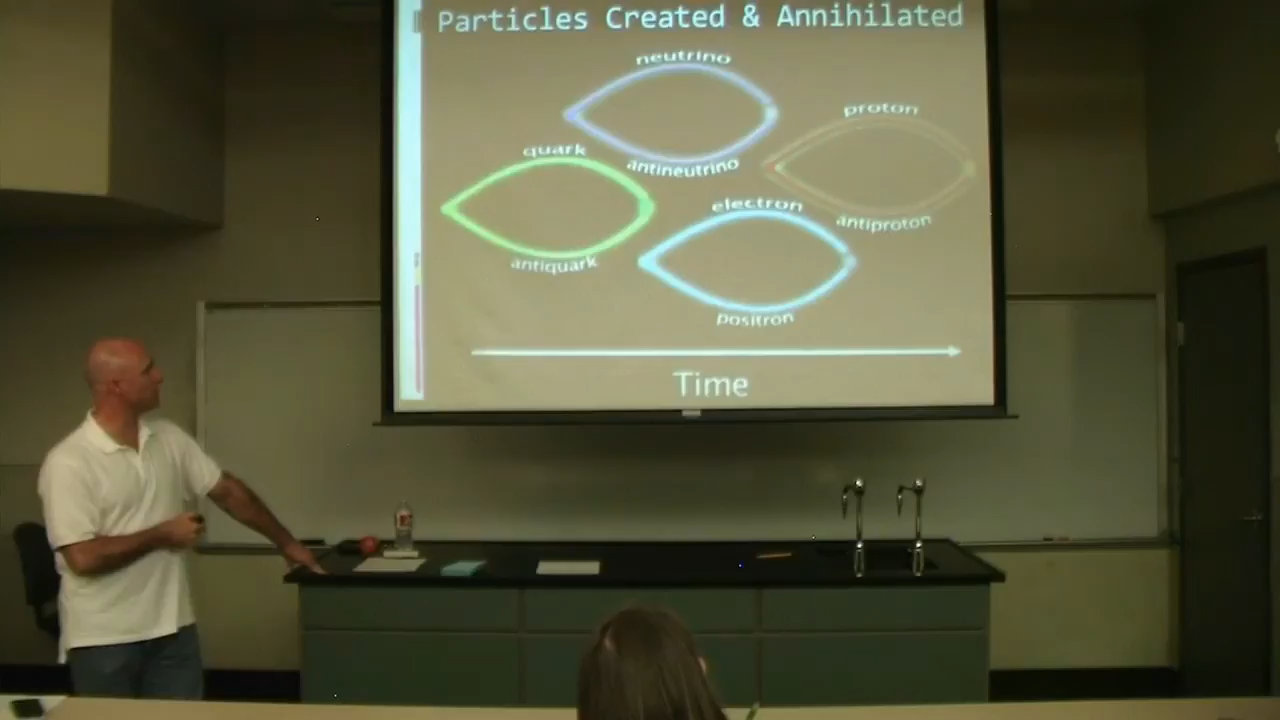 Particles Created & Annihilated
neutrino
proton
quark
antineutrino
electron
antiproton
antiquark
positron
Time